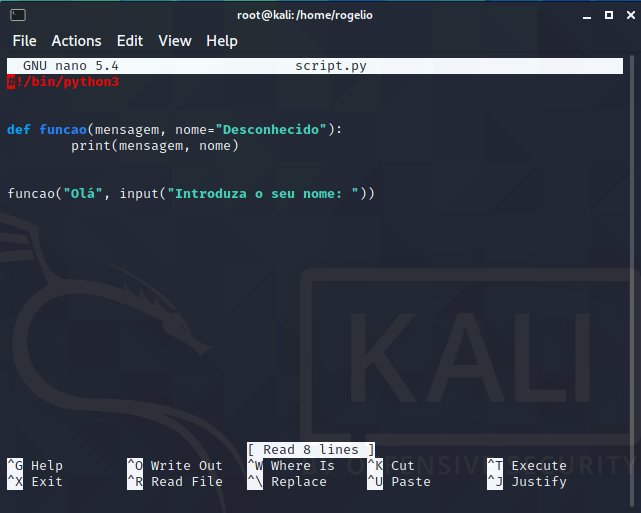 root@kali: /home/rogelio
File Actions Edit View Help
GNU nano 5.4 script.py
#!/bin/python3
def funcao(mensagem, nome="Desconhecido"):
print(mensagem, nome)
funcao("Olá", input("Introduza o seu nome: "))
KALI
OFFENSIVE SECURITY
[ Read 8 lines ]
^G Help ^O Write Out ^W Where Is ^K Cut ^T Execute
^X Exit ^R Read File ^\ Replace ^U Paste ^J Justify